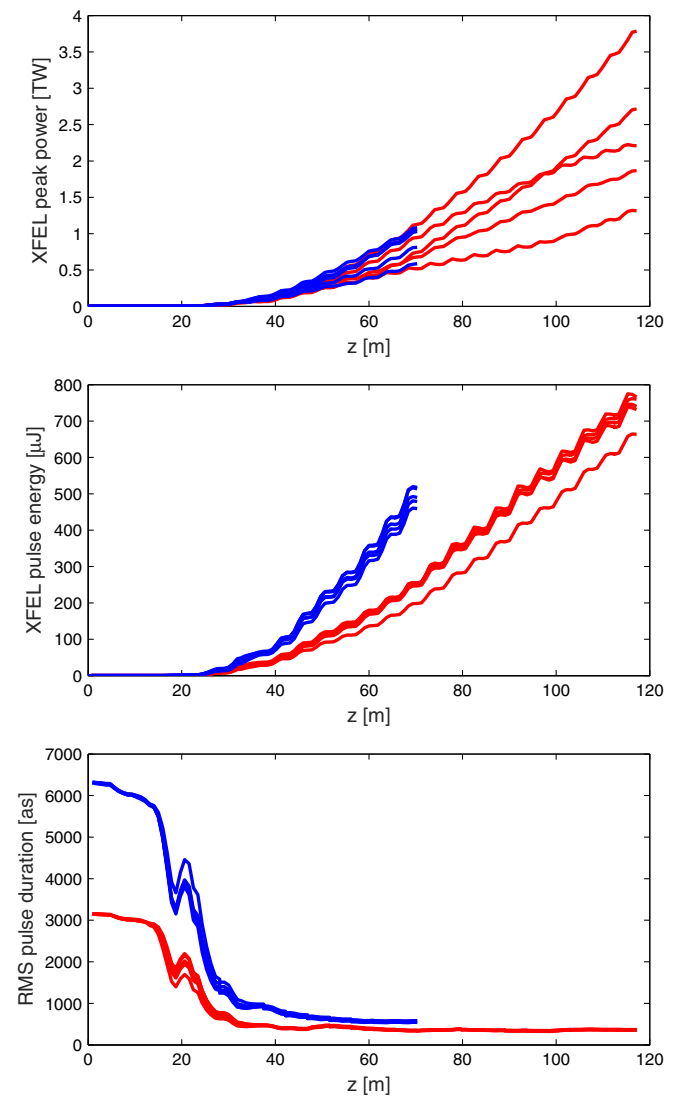 XFEL peak power [TW]
4
3.5
3
2.5
2
1.5
1
0.5
0
0 20 40 60 80 100 120
z [m]
XFEL pulse energy [µJ]
800
700
600
500
400
300
200
100
0
0 20 40 60 80 100 120
z [m]
RMS pulse duration [as]
7000
6000
5000
4000
3000
2000
1000
0
0 20 40 60 80 100 120
z [m]